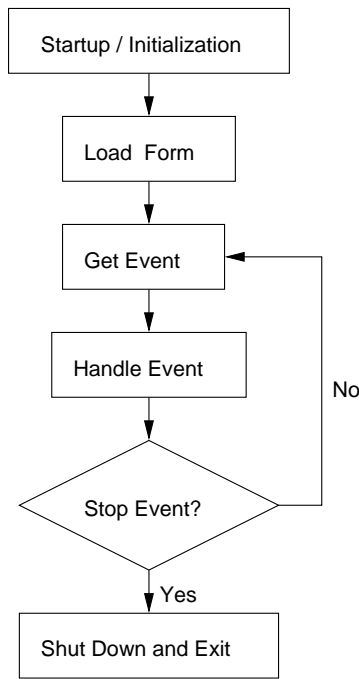 Startup / Initialization
Load Form
Get Event
Handle Event
No
Stop Event?
Yes
Shut Down and Exit